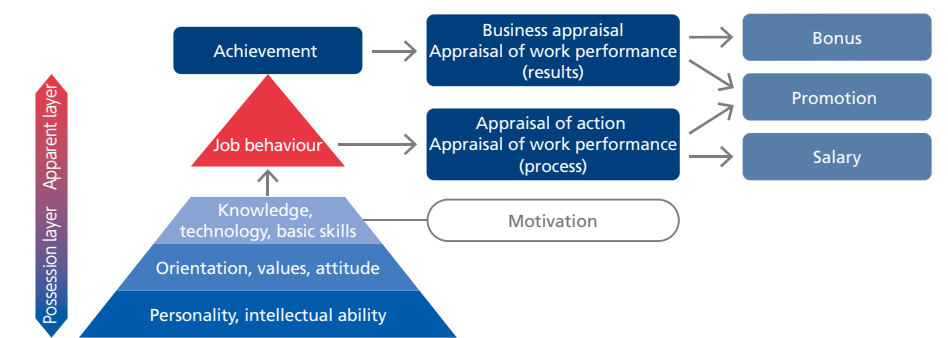 Achievement
Business appraisal
Appraisal of work performance
(results)
Bonus
Promotion
Apparent layer
Job behaviour
Appraisal of action
Appraisal of work performance
(process)
Salary
Possession layer
Knowledge,
technology, basic skills
Motivation
Orientation, values, attitude
Personality, intellectual ability